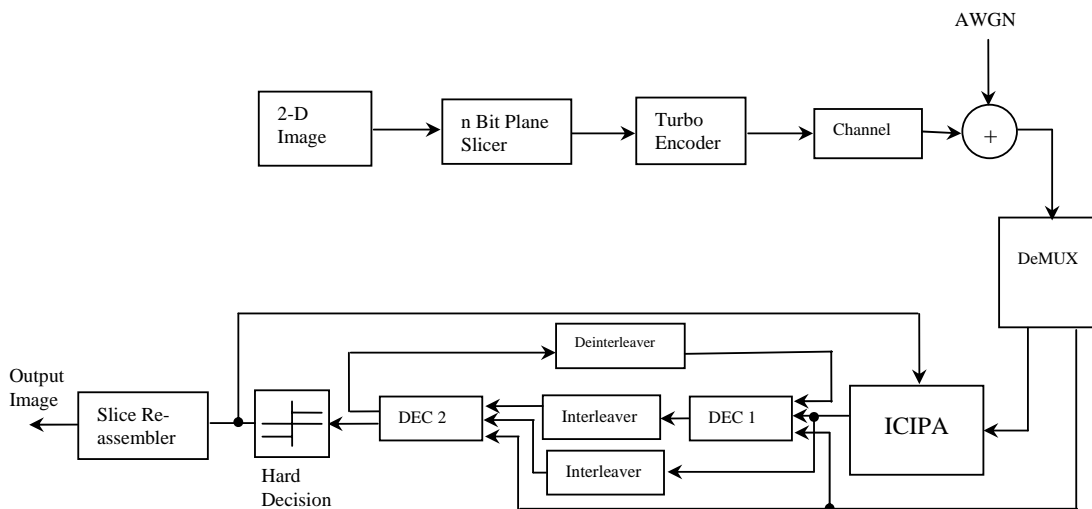 AWGN
2-D
Image
n Bit Plane
Slicer
Turbo
Encoder
Channel
+
DeMUX
Deinterleaver
Output
Image
Slice Re-
assembler
DEC 2
Interleaver
DEC 1
ICIPA
Interleaver
Hard
Decision